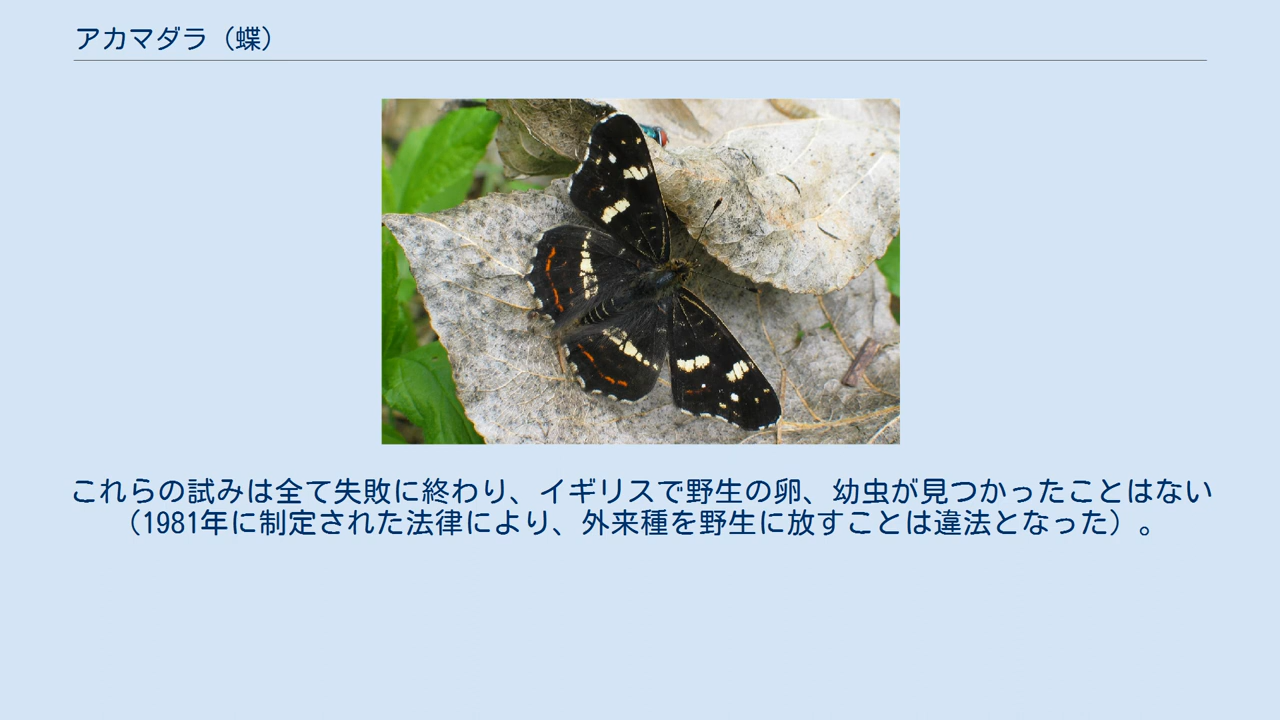 アカマダラ（蝶）
これらの試みは全て失敗に終わり、イギリスで野生の卵、幼虫が見つかったことはない
（1981年に制定された法律により、外来種を野生に放すことは違法となった）。